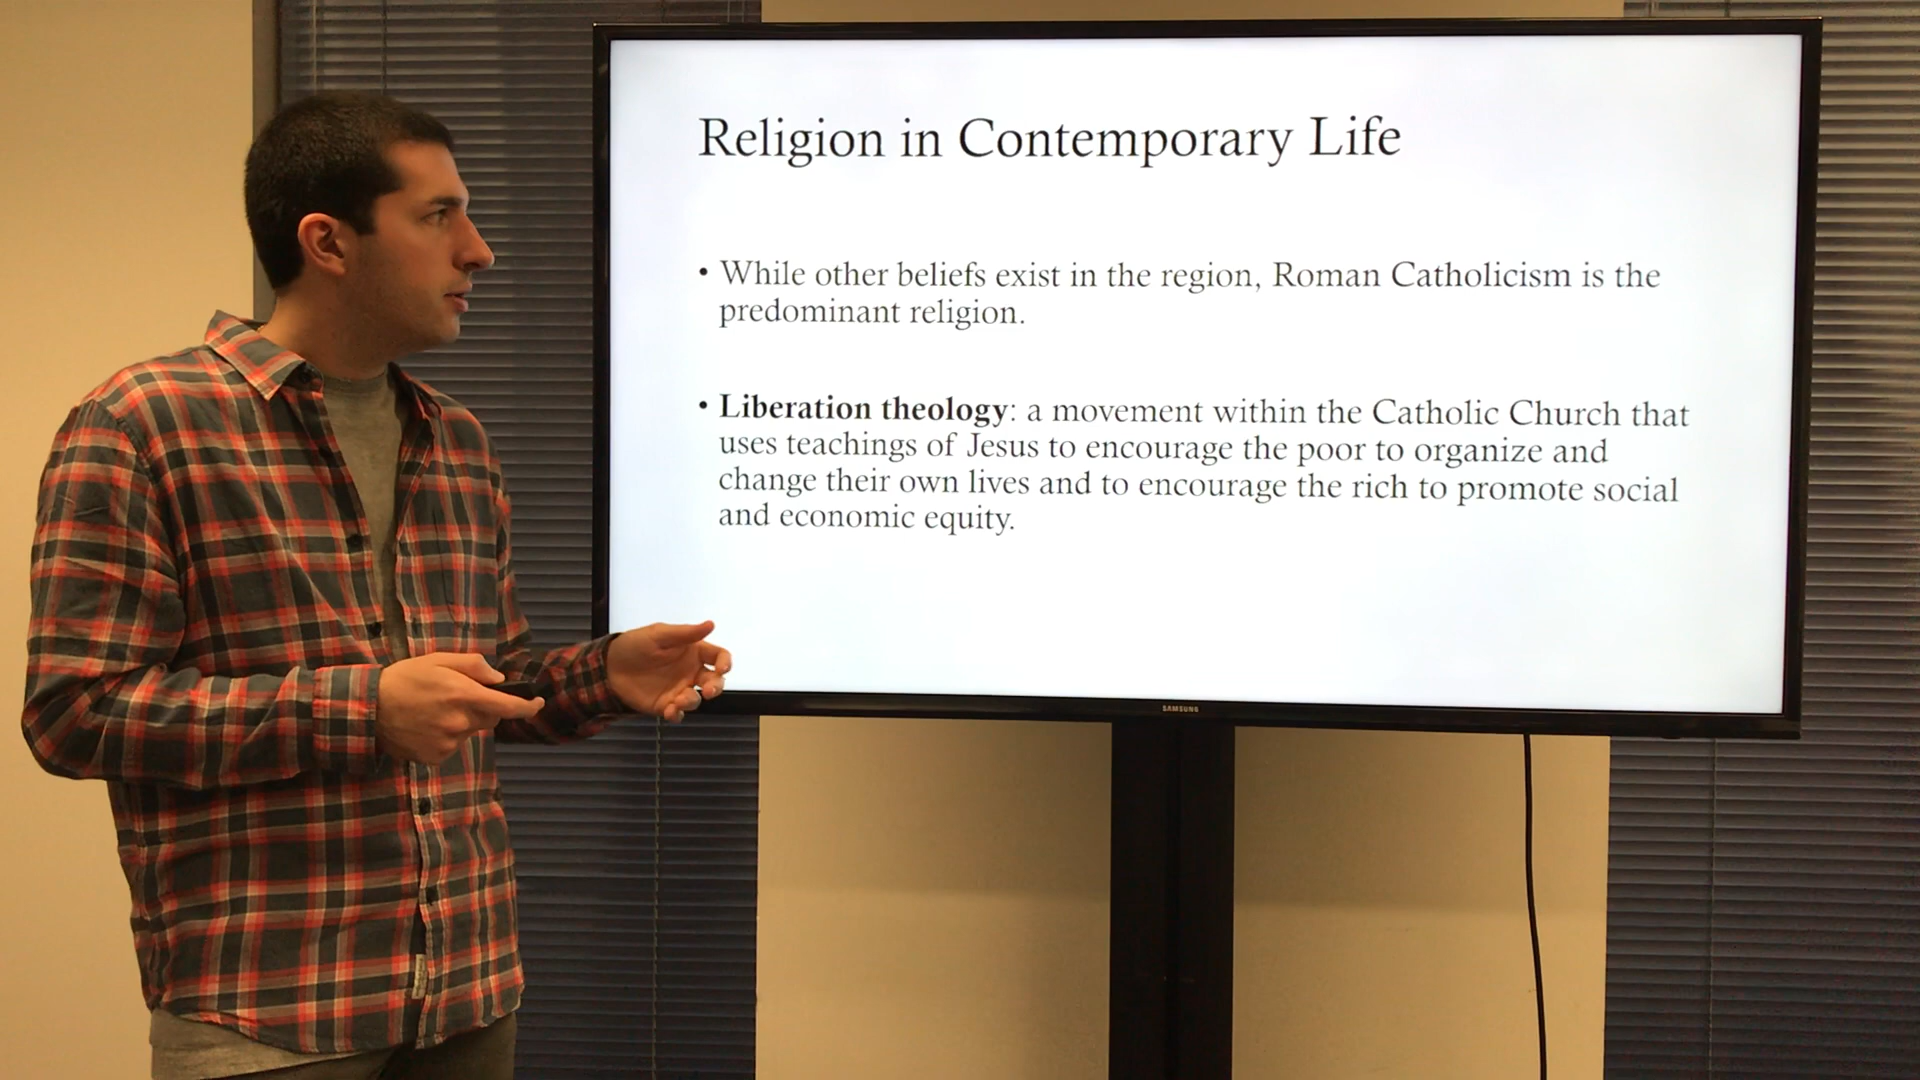 Religion in Contemporary Life
• While other beliefs exist in the region, Roman Catholicism is the
predominant religion.
• Liberation theology: a movement within the Catholic Church that
uses teachings of Jesus to encourage the poor to organize and
change their own lives and to encourage the rich to promote social
and economic equity.
SAMSUNG